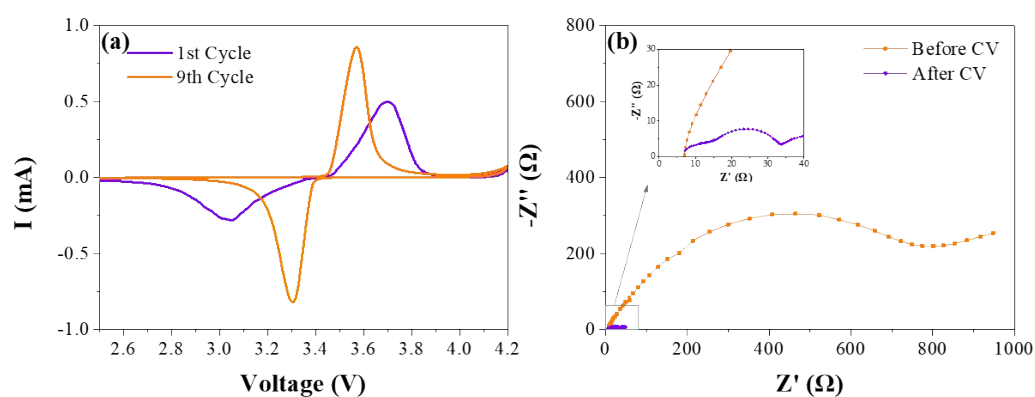 (a)
1st Cycle
9th Cycle
1.0
0.5
0.0
-0.5
-1.0
I (mA)
2.6 2.8 3.0 3.2 3.4 3.6 3.8 4.0 4.2
Voltage (V)
(b)
Before CV
After CV
800
600
400
200
0
-Z'' (Ω)
0 200 400 600 800 1000
Z' (Ω)
30
20
10
0
-Z'' (Ω)
0 10 20 30 40
Z' (Ω)